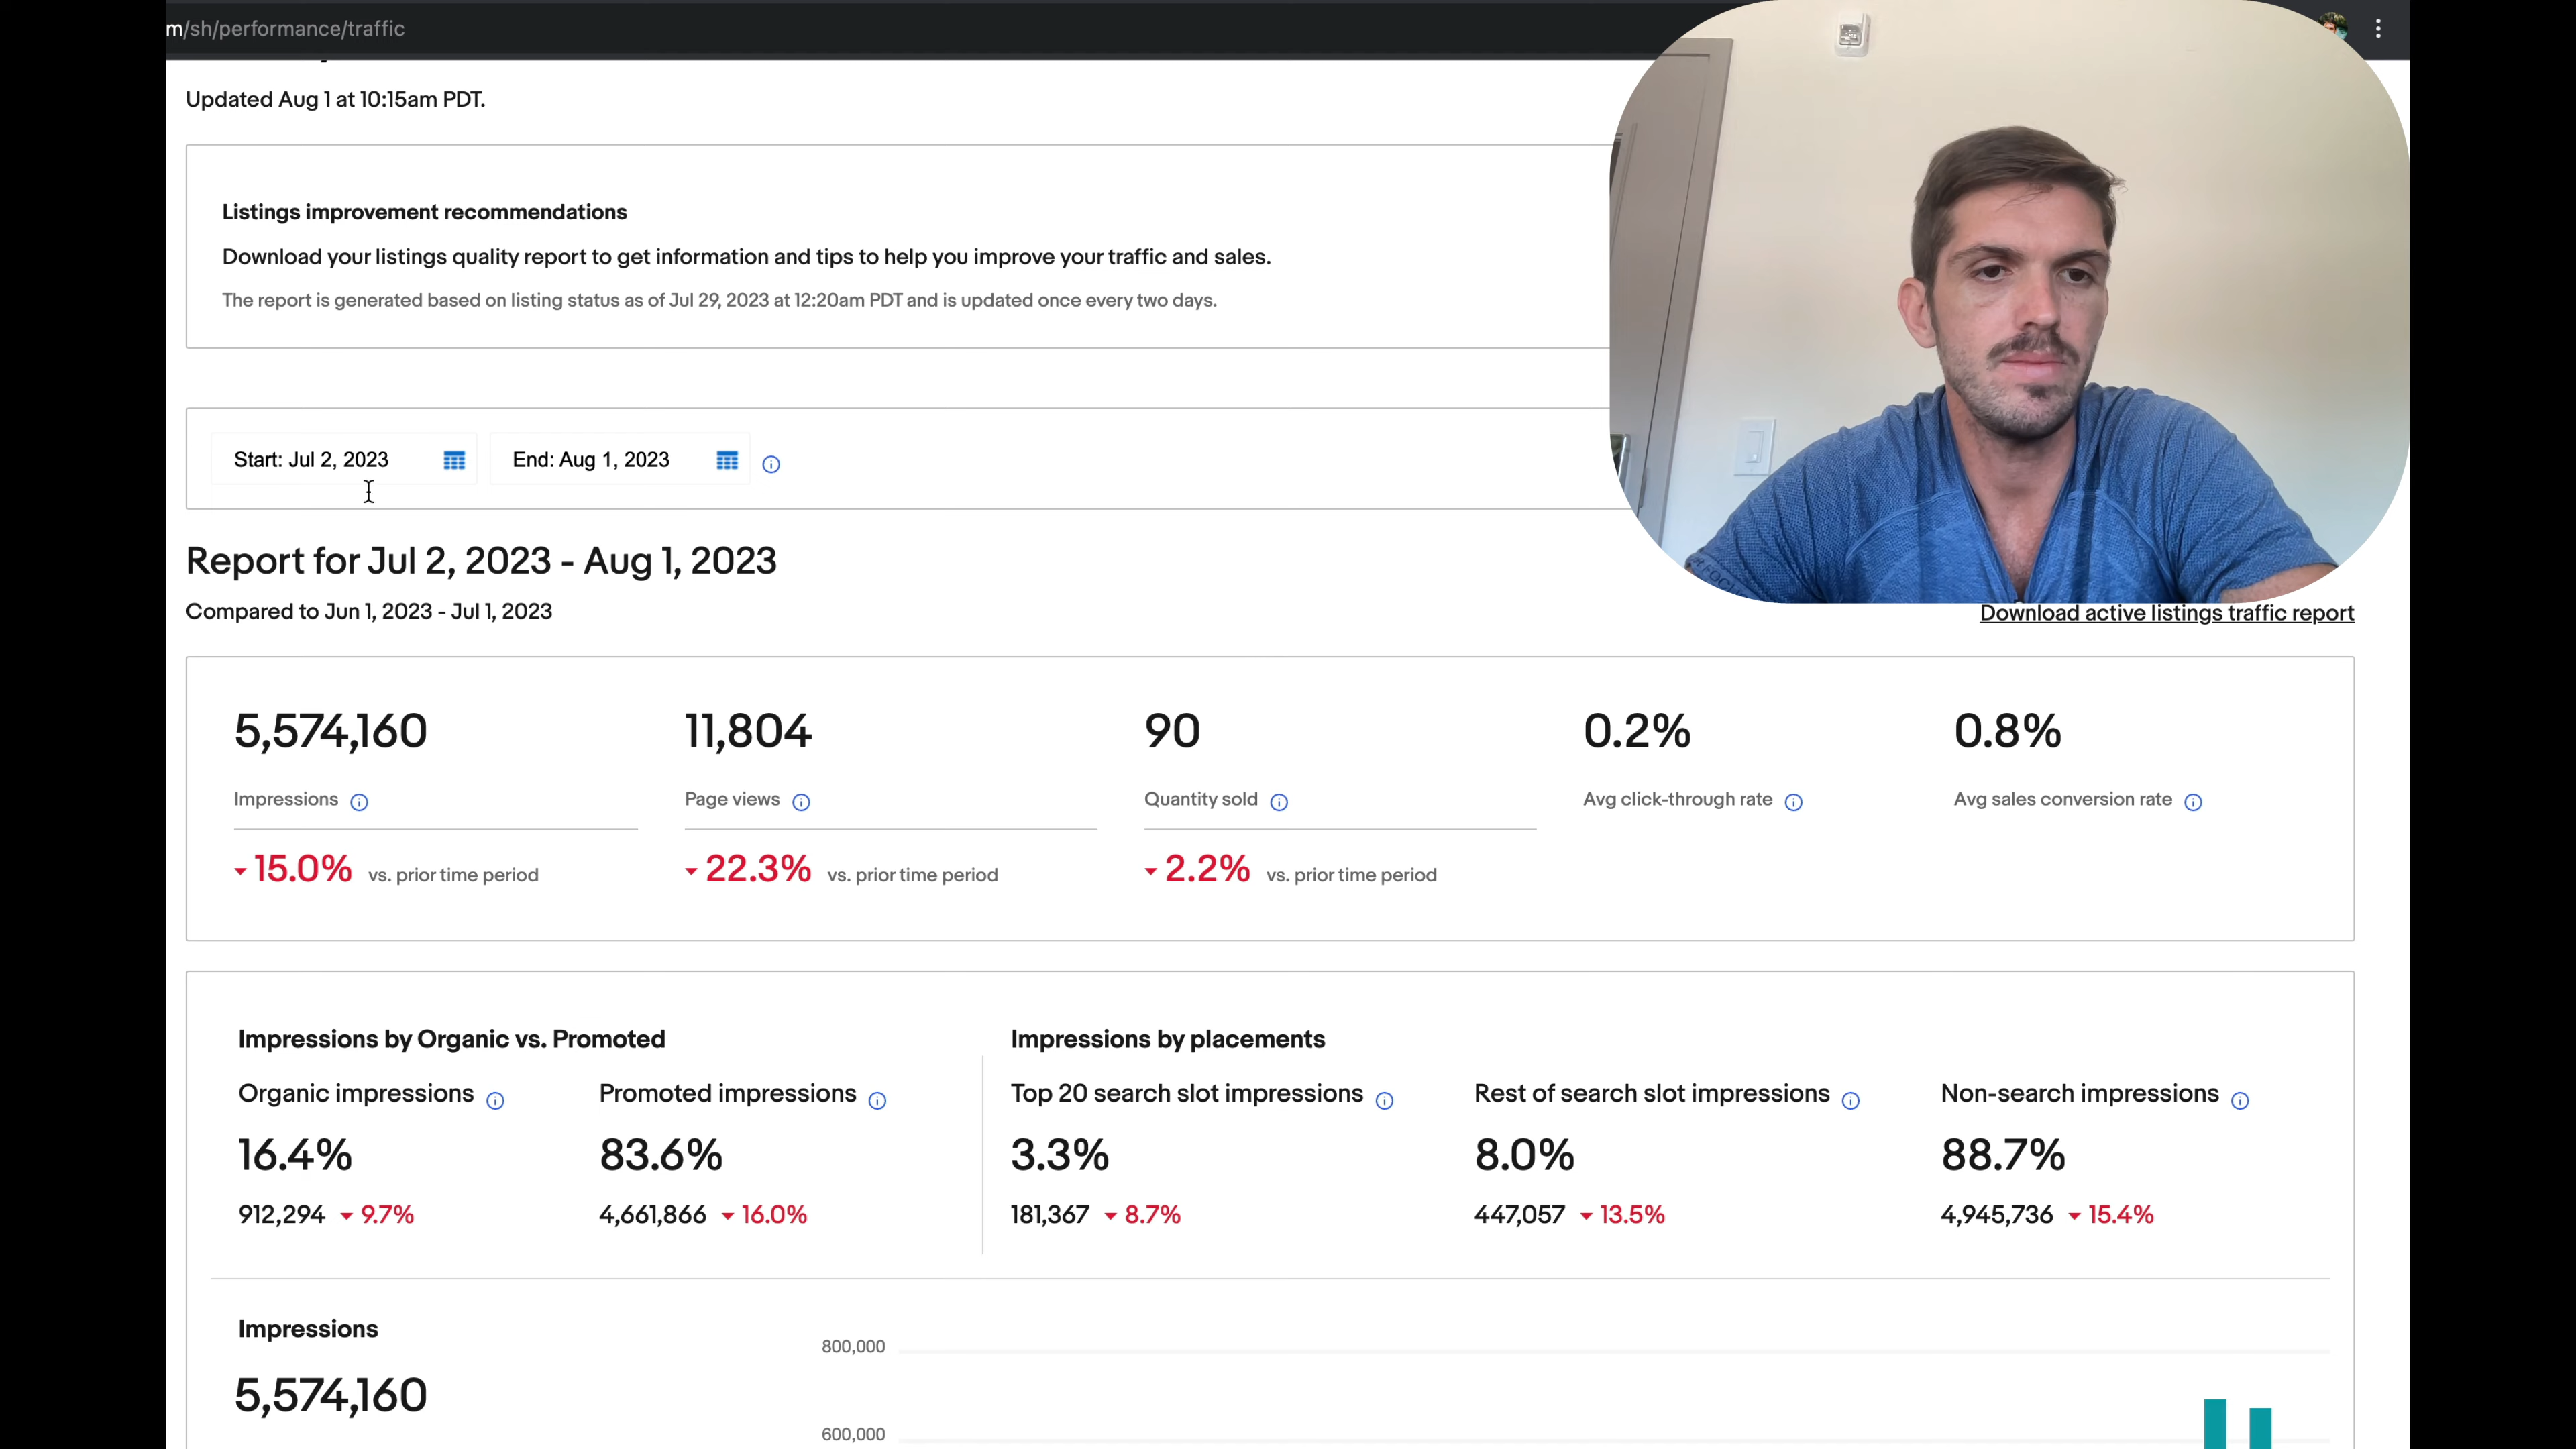 m/sh/performance/traffic
Updated Aug 1 at 10:15am PDT.
Listings improvement recommendations
Download your listings quality report to get information and tips to help you improve your traffic and sales.
The report is generated based on listing status as of Jul 29, 2023 at 12:20am PDT and is updated once every two days.
Start: Jul 2, 2023
End: Aug 1, 2023
Report for Jul 2, 2023 - Aug 1, 2023
Compared to Jun 1, 2023 - Jul 1, 2023
Download active listings traffic report
5,574,160
11,804
90
0.2%
0.8%
Impressions
Page views
Quantity sold
Avg click-through rate
Avg sales conversion rate
15.0% vs. prior time period
22.3% vs. prior time period
2.2% vs. prior time period
Impressions by Organic vs. Promoted
Impressions by placements
Organic impressions
Promoted impressions
Top 20 search slot impressions
Rest of search slot impressions
Non-search impressions
16.4%
83.6%
3.3%
8.0%
88.7%
912,294 9.7%
4,661,866 16.0%
181,367 8.7%
447,057 13.5%
4,945,736 15.4%
Impressions
5,574,160
800,000
600,000